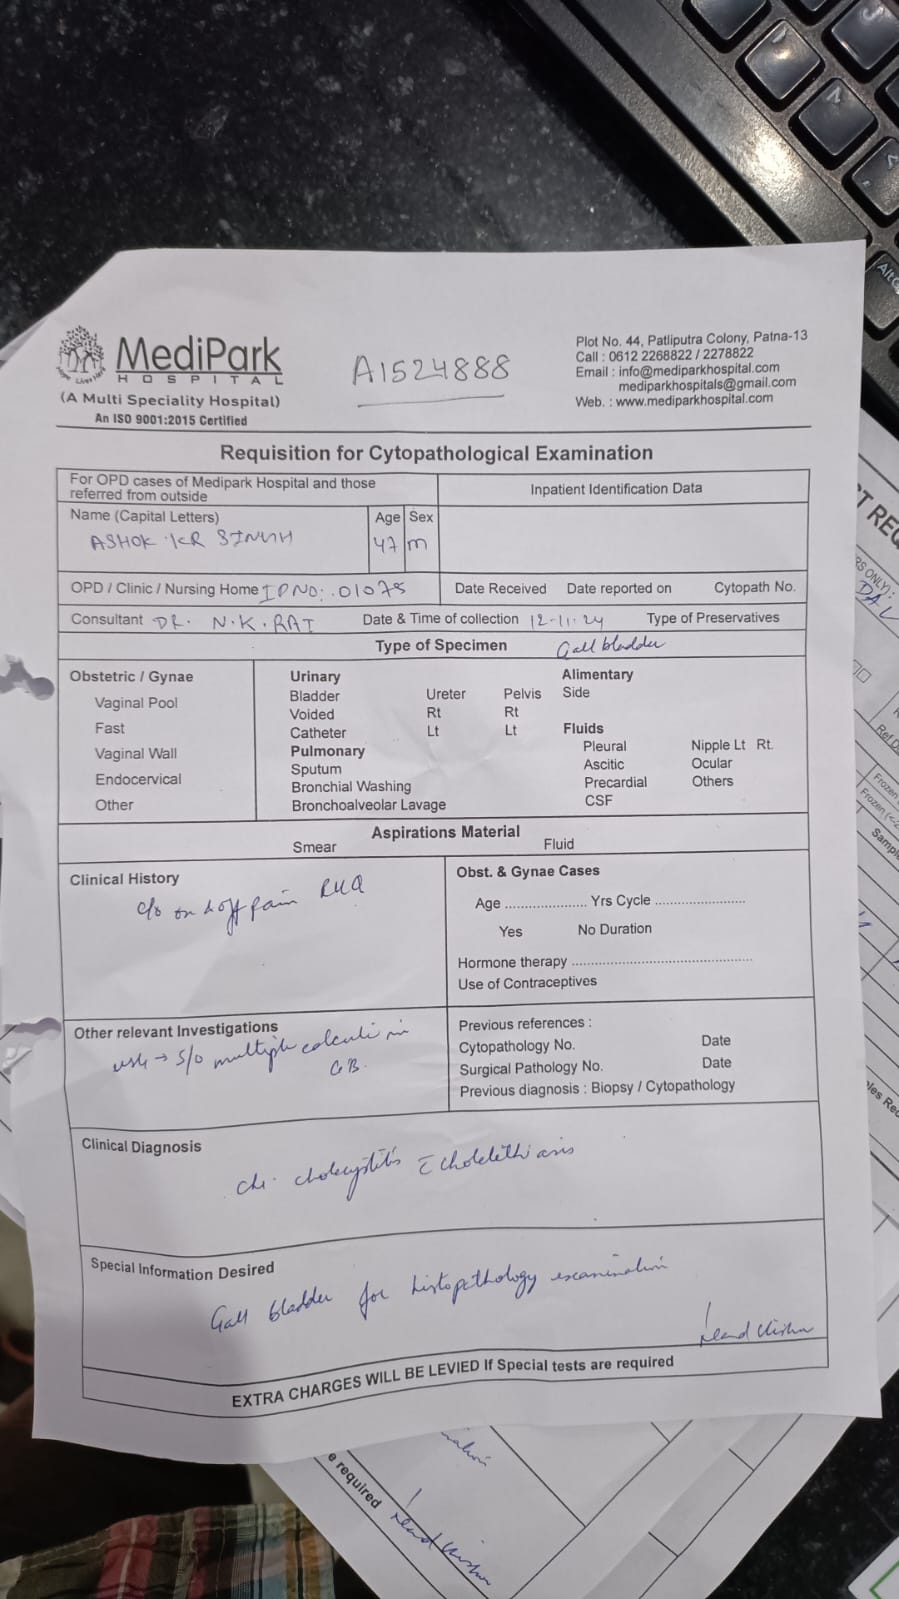 MediPark
HOSPITAL
(A Multi Speciality Hospital)
An ISO 9001:2015 Certified
A1524888
Plot No. 44, Patliputra Colony, Patna-13
Call : 0612 2268822 / 2278822
Email : info@mediparkhospital.com
mediparkhospitals@gmail.com
Web. : www.mediparkhospital.com
Requisition for Cytopathological Examination
For OPD cases of Medipark Hospital and those
referred from outside
Inpatient Identification Data
Name (Capital Letters) Age Sex
ASHOK KR SINGH 47 m
OPD / Clinic / Nursing Home IPNO:. 01075 Date Received Date reported on Cytopath No.
Consultant DR. N.K.RAI Date & Time of collection 12-11-24 Type of Preservatives
Type of Specimen Gall bladder
Obstetric / Gynae
Vaginal Pool
Fast
Vaginal Wall
Endocervical
Other
Urinary
Bladder Ureter Pelvis
Voided Rt Rt
Catheter Lt Lt
Pulmonary
Sputum
Bronchial Washing
Bronchoalveolar Lavage
Alimentary
Side
Fluids
Pleural Nipple Lt Rt.
Ascitic Ocular
Precardial Others
CSF
Aspirations Material
Smear Fluid
Clinical History
c/o on & off pain RUQ
Obst. & Gynae Cases
Age .................... Yrs Cycle ......................
Yes No Duration
Hormone therapy ............................................
Use of Contraceptives
Other relevant Investigations
USG → S/o multiple calculi in
GB.
Previous references :
Cytopathology No. Date
Surgical Pathology No. Date
Previous diagnosis : Biopsy / Cytopathology
Clinical Diagnosis
Chr. cholecystitis c̄ cholelithiasis
Special Information Desired
Gall bladder for histopathology examination
EXTRA CHARGES WILL BE LEVIED If Special tests are required
e required